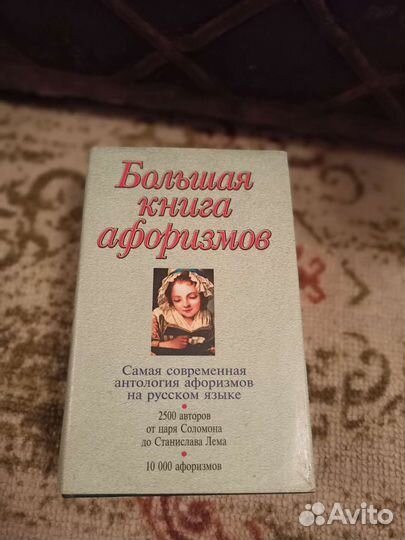 Большая
книга
афоризмов
Самая современная
антология афоризмов
на русском языке
•
2500 авторов
от царя Соломона
до Станислава Лема
•
10 000 афоризмов
Avito